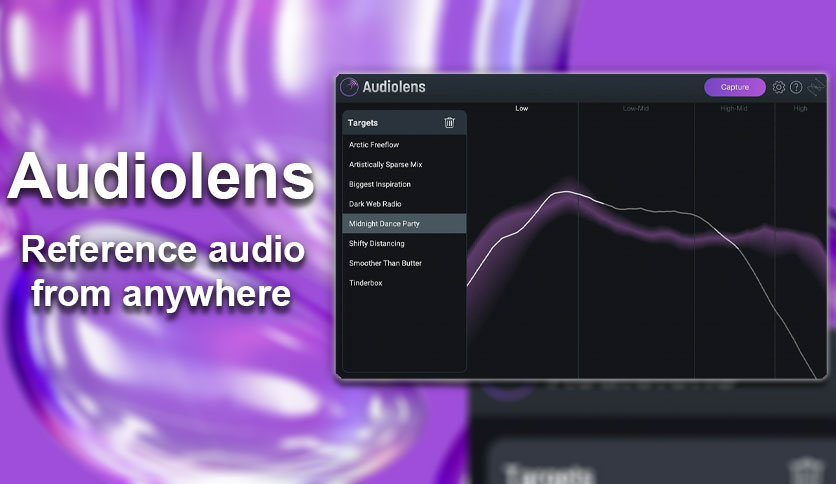 Audiolens
Reference audio
from anywhere
Audiolens
Capture
Targets
Low
Low-Mid
High-Mid
High
Arctic Freeflow
Artistically Sparse Mix
Biggest Inspiration
Dark Web Radio
Midnight Dance Party
Shifty Distancing
Smoother Than Butter
Tinderbox
Targets